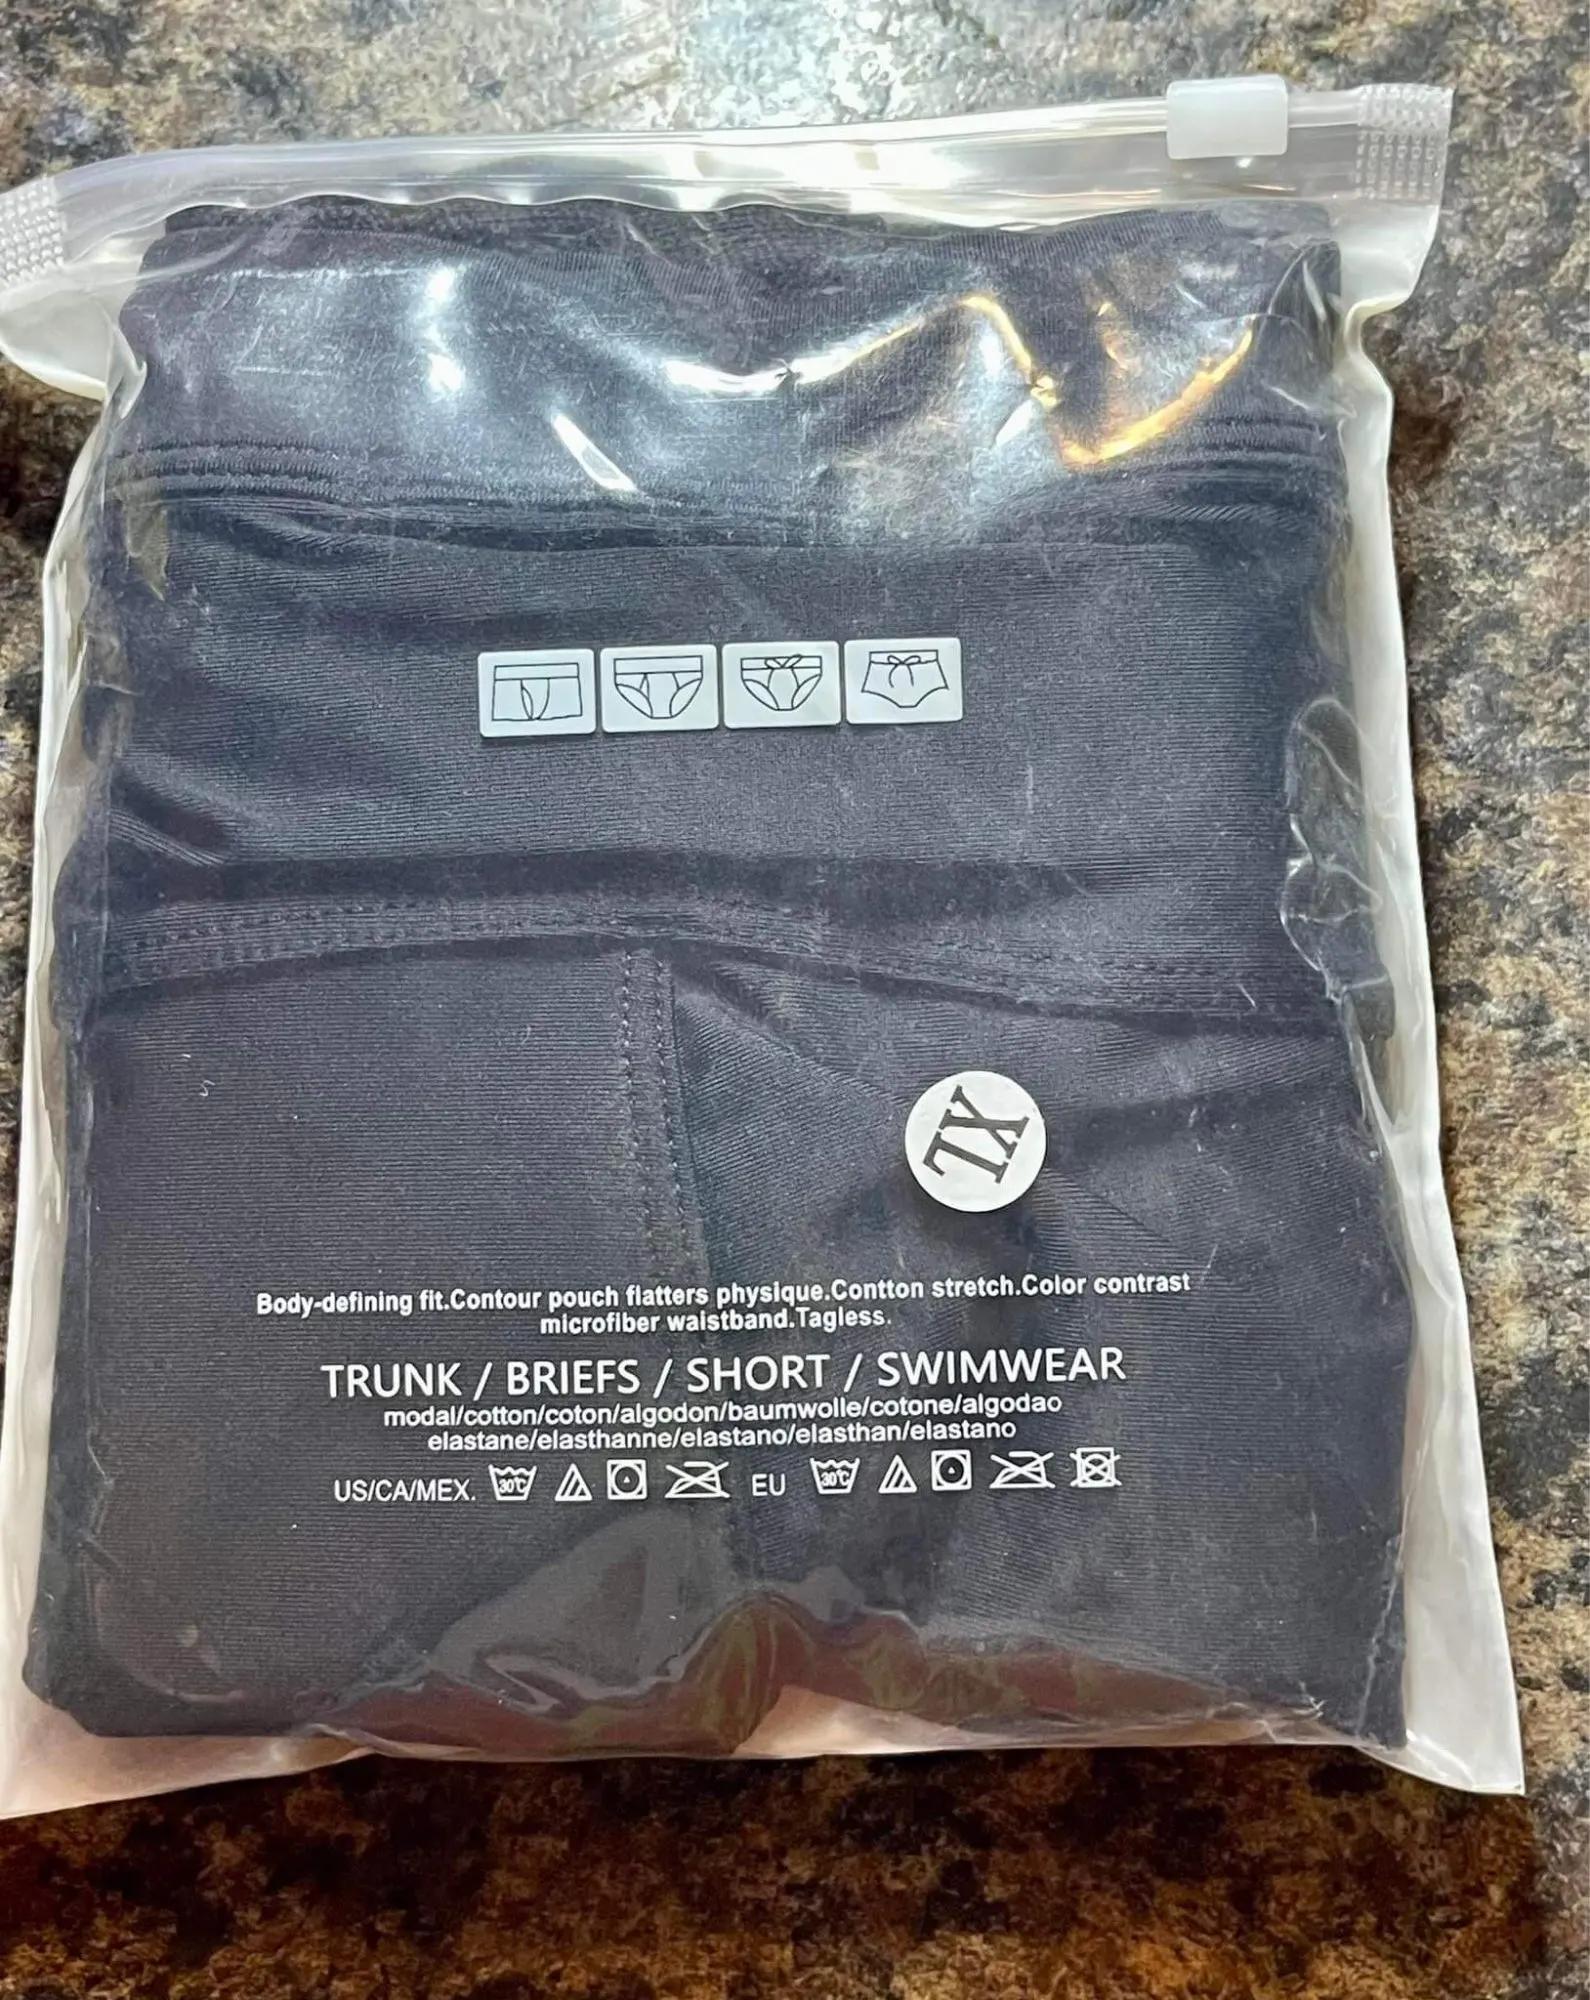 XL
Body-defining fit.Contour pouch flatters physique.Contton stretch.Color contrast
microfiber waistband.Tagless.
TRUNK / BRIEFS / SHORT / SWIMWEAR
modal/cotton/coton/algodon/baumwolle/cotone/algodao
elastane/elasthanne/elastano/elasthan/elastano
US/CA/MEX. 30°C EU 30°C